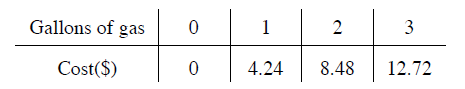 Gallons of gas 0 1 2 3
Cost($) 0 4.24 8.48 12.72